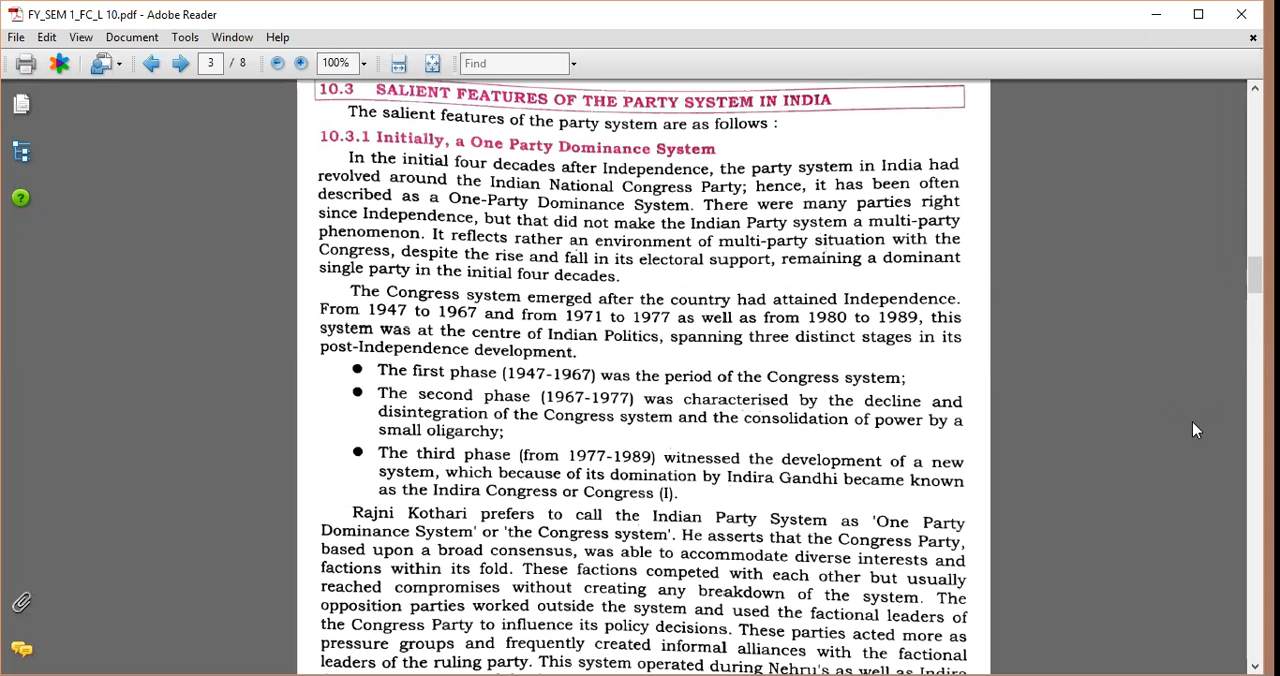 FY_SEM 1_FC_L 10.pdf - Adobe Reader
File Edit View Document Tools Window Help
3 / 8 100% Find
10.3 SALIENT FEATURES OF THE PARTY SYSTEM IN INDIA
The salient features of the party system are as follows :
10.3.1 Initially, a One Party Dominance System
In the initial four decades after Independence, the party system in India had
revolved around the Indian National Congress Party; hence, it has been often
described as a One-Party Dominance System. There were many parties right
since Independence, but that did not make the Indian Party system a multi-party
phenomenon. It reflects rather an environment of multi-party situation with the
Congress, despite the rise and fall in its electoral support, remaining a dominant
single party in the initial four decades.
The Congress system emerged after the country had attained Independence.
From 1947 to 1967 and from 1971 to 1977 as well as from 1980 to 1989, this
system was at the centre of Indian Politics, spanning three distinct stages in its
post-Independence development.
● The first phase (1947-1967) was the period of the Congress system;
● The second phase (1967-1977) was characterised by the decline and
disintegration of the Congress system and the consolidation of power by a
small oligarchy;
● The third phase (from 1977-1989) witnessed the development of a new
system, which because of its domination by Indira Gandhi became known
as the Indira Congress or Congress (I).
Rajni Kothari prefers to call the Indian Party System as 'One Party
Dominance System' or 'the Congress system'. He asserts that the Congress Party,
based upon a broad consensus, was able to accommodate diverse interests and
factions within its fold. These factions competed with each other but usually
reached compromises without creating any breakdown of the system. The
opposition parties worked outside the system and used the factional leaders of
the Congress Party to influence its policy decisions. These parties acted more as
pressure groups and frequently created informal alliances with the factional
leaders of the ruling party. This system operated during Nehru's as well as Indira